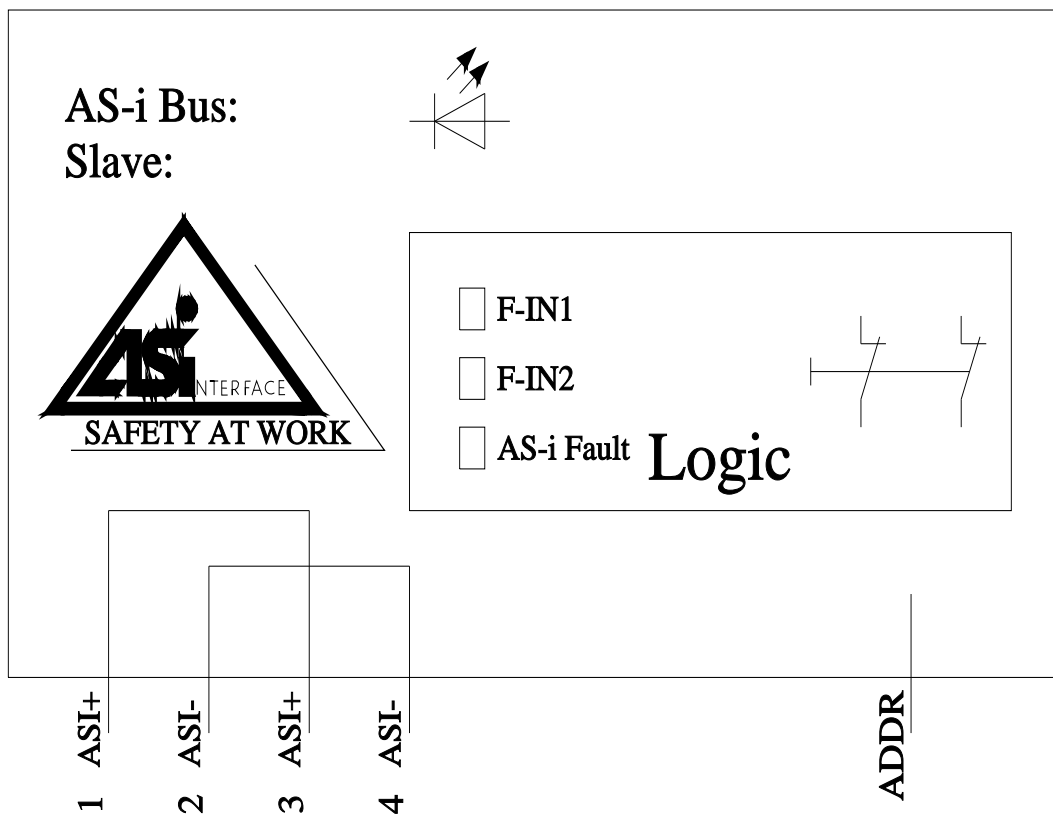 AS-i Bus:
Slave:
ASi
NTERFACE
SAFETY AT WORK
F-IN1
F-IN2
AS-i Fault
Logic
1 ASI+
2 ASI-
3 ASI+
4 ASI-
ADDR